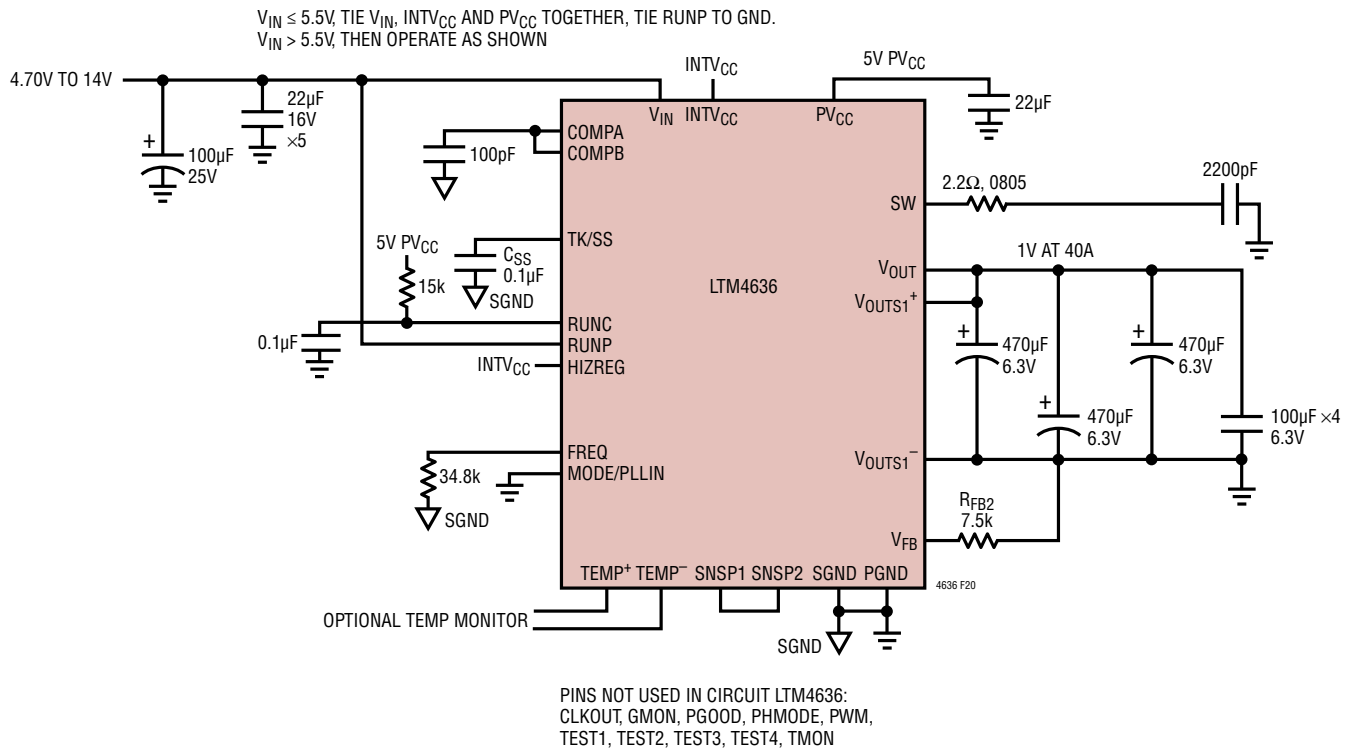 VIN ≤ 5.5V, TIE VIN, INTVCC AND PVCC TOGETHER, TIE RUNP TO GND.
VIN > 5.5V, THEN OPERATE AS SHOWN
4.70V TO 14V
INTVCC
5V PVCC
22µF
16V
×5
+
100µF
25V
VIN
INTVCC
PVCC
22µF
COMPA
COMPB
100pF
2.2Ω, 0805
2200pF
SW
TK/SS
CSS
0.1µF
SGND
5V PVCC
15k
1V AT 40A
VOUT
VOUTS1+
LTM4636
RUNC
RUNP
HIZREG
0.1µF
INTVCC
+
470µF
6.3V
+
470µF
6.3V
+
470µF
6.3V
100µF ×4
6.3V
FREQ
MODE/PLLIN
34.8k
SGND
VOUTS1–
RFB2
7.5k
VFB
TEMP+ TEMP– SNSP1 SNSP2 SGND PGND
4636 F20
OPTIONAL TEMP MONITOR
SGND
PINS NOT USED IN CIRCUIT LTM4636:
CLKOUT, GMON, PGOOD, PHMODE, PWM,
TEST1, TEST2, TEST3, TEST4, TMON